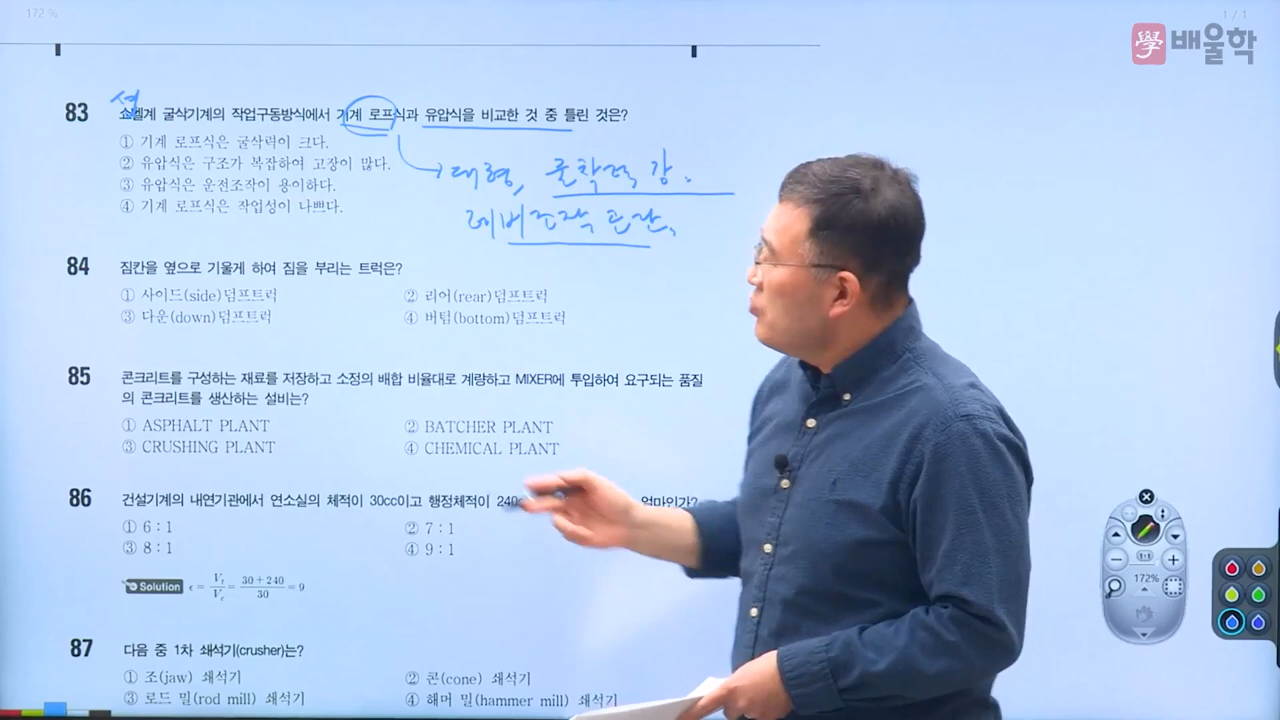 172 %
1 / 1
學 배울학
83 쇼벨계 굴삭기계의 작업구동방식에서 기계 로프식과 유압식을 비교한 것 중 틀린 것은?
셔
① 기계 로프식은 굴삭력이 크다.
② 유압식은 구조가 복잡하여 고장이 많다.
③ 유압식은 운전조작이 용이하다.
④ 기계 로프식은 작업성이 나쁘다.
대형, 굴착력 강.
레버조작 곤란,
84 짐칸을 옆으로 기울게 하여 짐을 부리는 트럭은?
① 사이드(side)덤프트럭 ② 리어(rear)덤프트럭
③ 다운(down)덤프트럭 ④ 버텀(bottom)덤프트럭
85 콘크리트를 구성하는 재료를 저장하고 소정의 배합 비율대로 계량하고 MIXER에 투입하여 요구되는 품질
의 콘크리트를 생산하는 설비는?
① ASPHALT PLANT ② BATCHER PLANT
③ CRUSHING PLANT ④ CHEMICAL PLANT
86 건설기계의 내연기관에서 연소실의 체적이 30cc이고 행정체적이 240 얼마인가?
① 6 : 1 ② 7 : 1
③ 8 : 1 ④ 9 : 1
Solution ϵ = V_t/V_c = 30 + 240/30 = 9
87 다음 중 1차 쇄석기(crusher)는?
① 조(jaw) 쇄석기 ② 콘(cone) 쇄석기
③ 로드 밀(rod mill) 쇄석기 ④ 해머 밀(hammer mill) 쇄석기
1:1
172%